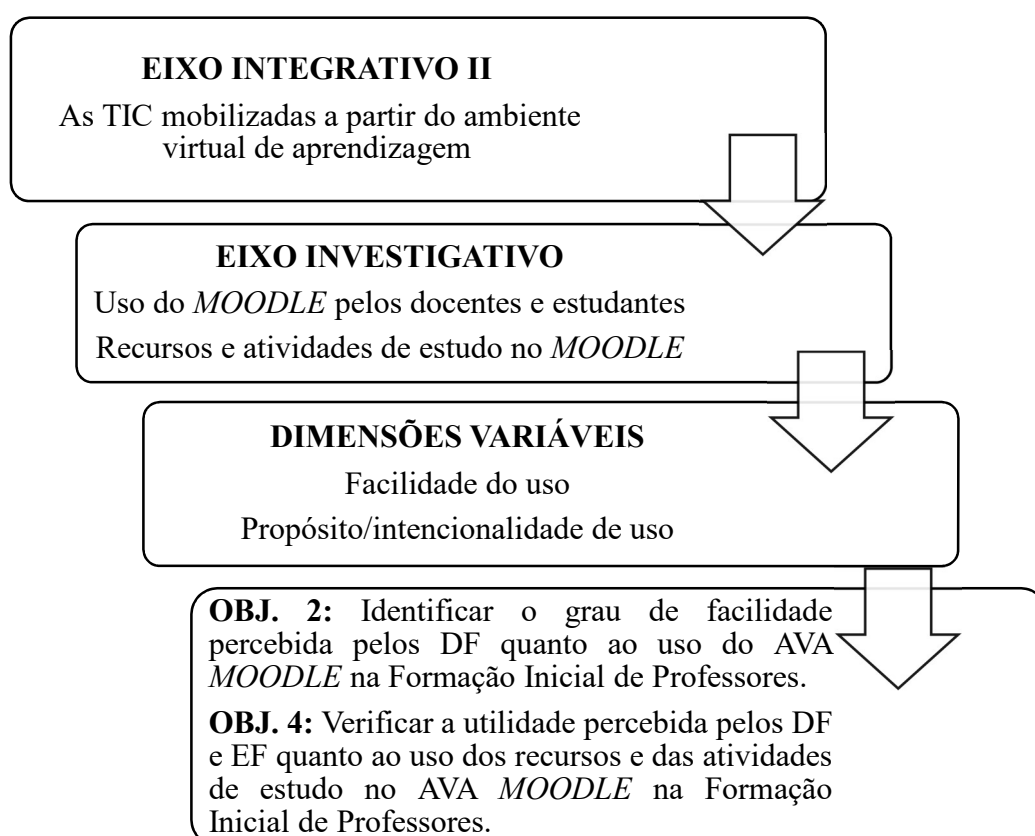 EIXO INTEGRATIVO II
As TIC mobilizadas a partir do ambiente
virtual de aprendizagem
EIXO INVESTIGATIVO
Uso do MOODLE pelos docentes e estudantes
Recursos e atividades de estudo no MOODLE
DIMENSÕES VARIÁVEIS
Facilidade do uso
Propósito/intencionalidade de uso
OBJ. 2: Identificar o grau de facilidade
percebida pelos DF quanto ao uso do AVA
MOODLE na Formação Inicial de Professores.
OBJ. 4: Verificar a utilidade percebida pelos DF
e EF quanto ao uso dos recursos e das atividades
de estudo no AVA MOODLE na Formação
Inicial de Professores.